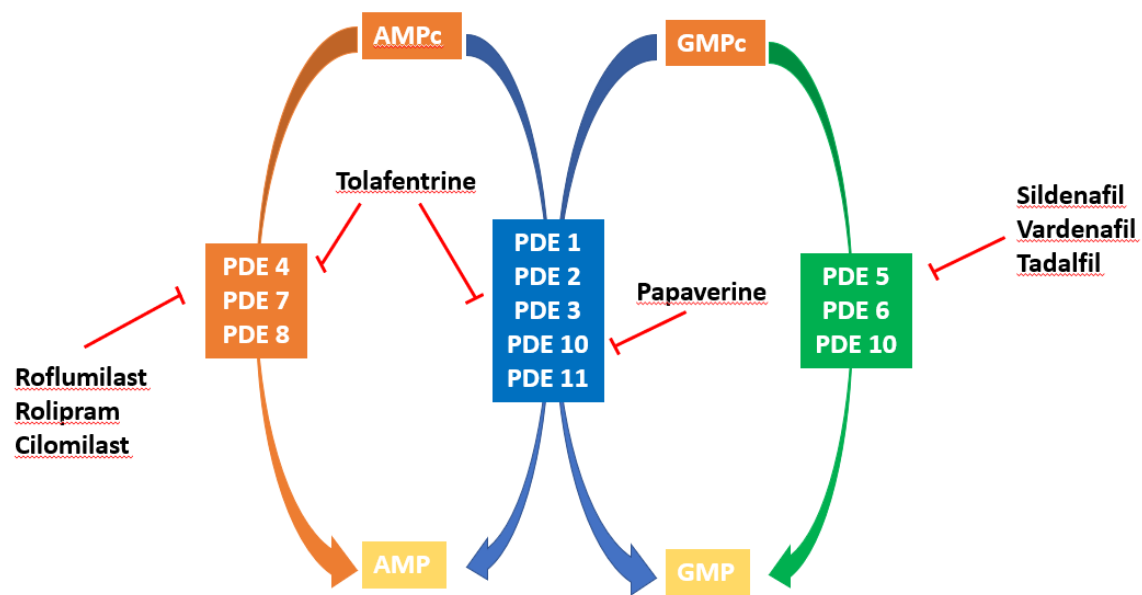 AMPc
GMPc
Tolafentrine
Sildenafil
Vardenafil
Tadalfil
PDE 4
PDE 7
PDE 8
PDE 1
PDE 2
PDE 3
PDE 10
PDE 11
Papaverine
PDE 5
PDE 6
PDE 10
Roflumilast
Rolipram
Cilomilast
AMP
GMP